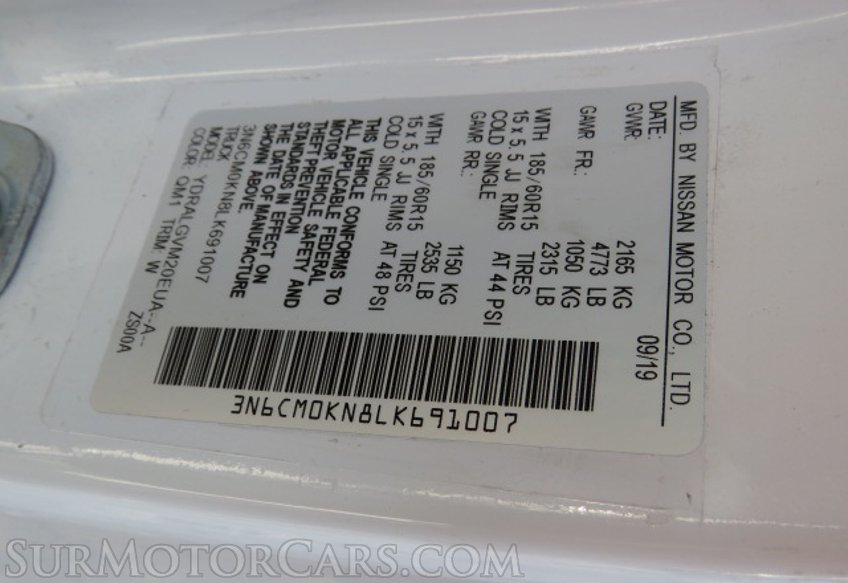 MFD. BY NISSAN MOTOR CO., LTD.
DATE: 09/19
GVWR: 2165 KG
4773 LB
GAWR FR.: 1050 KG
2315 LB
WITH 185/60R15 TIRES
15 x 5.5 JJ RIMS AT 44 PSI
COLD SINGLE
GAWR RR.: 1150 KG
2535 LB
WITH 185/60R15 TIRES
15 x 5.5 JJ RIMS AT 48 PSI
COLD SINGLE
THIS VEHICLE CONFORMS TO
ALL APPLICABLE FEDERAL
MOTOR VEHICLE SAFETY AND
THEFT PREVENTION
STANDARDS IN EFFECT
ON THE DATE OF MANUFACTURE
SHOWN ABOVE.
3N6CM0KN8LK691007
TRUCK
MODEL: YDRALGVM20EUA--A--
COLOR: QM1 TRIM: W ZS00A
3N6CM0KN8LK691007
SurMotorCars.com